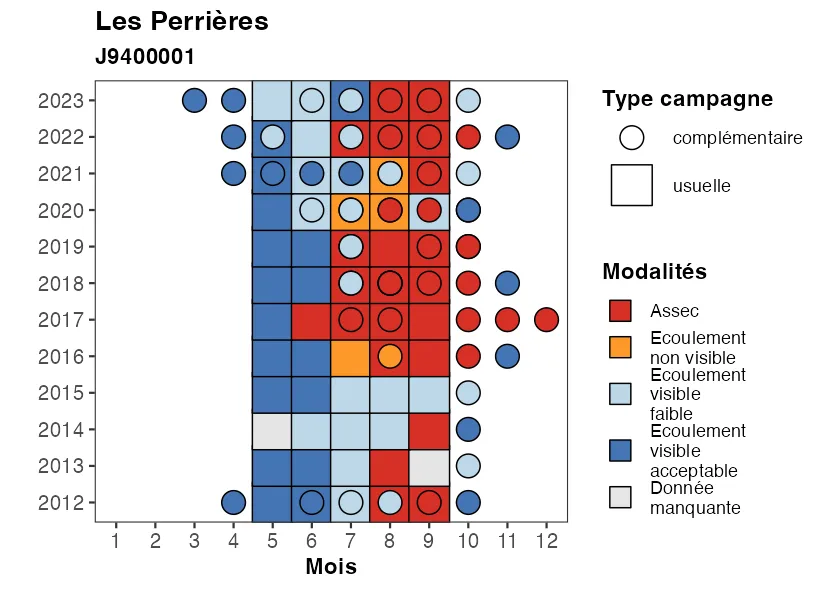 Les Perrières
J9400001
2023
2022
2021
2020
2019
2018
2017
2016
2015
2014
2013
2012
1 2 3 4 5 6 7 8 9 10 11 12
Mois
Type campagne
complémentaire
usuelle
Modalités
Assec
Ecoulement
non visible
Ecoulement
visible
faible
Ecoulement
visible
acceptable
Donnée
manquante